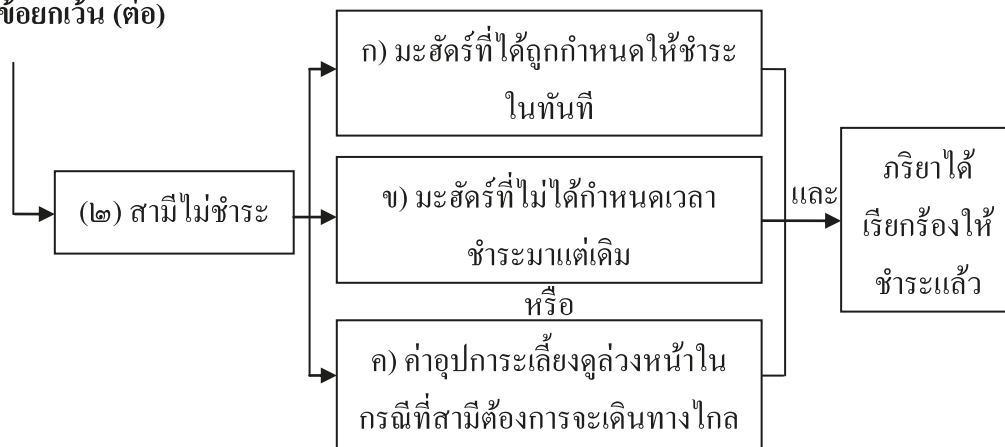 ข้อยกเว้น (ต่อ)
(๒) สามีไม่ชำระ
ก) มะฮัดร์ที่ได้ถูกกำหนดให้ชำระ
ในทันที
ข) มะฮัดร์ที่ไม่ได้กำหนดเวลา
ชำระมาแต่เดิม
หรือ
ค) ค่าอุปการะเลี้ยงดูล่วงหน้าใน
กรณีที่สามีต้องการจะเดินทางไกล
และ
ภริยาได้
เรียกร้องให้
ชำระแล้ว